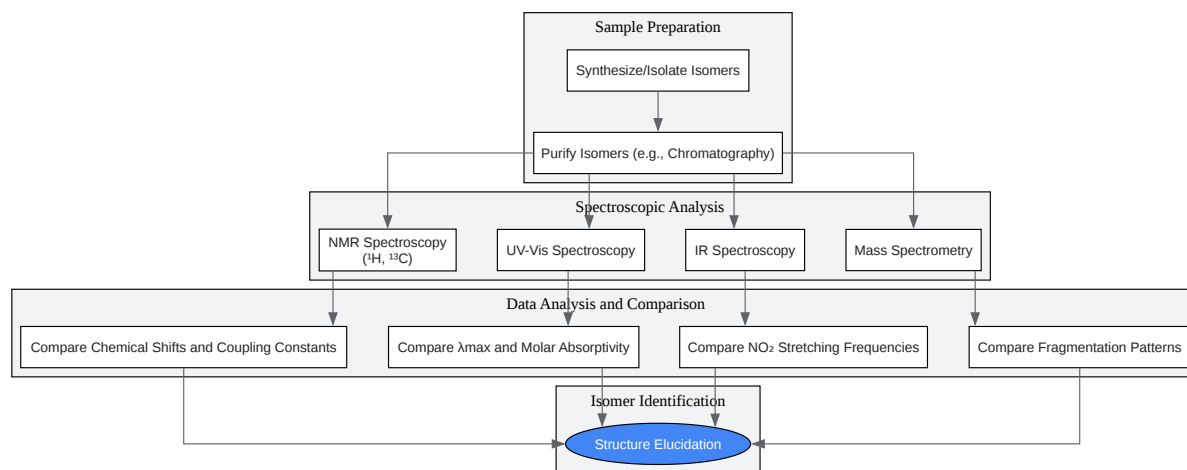 Sample Preparation
Synthesize/Isolate Isomers
Purify Isomers (e.g., Chromatography)
Spectroscopic Analysis
NMR Spectroscopy
(¹H, ¹³C)
UV-Vis Spectroscopy
IR Spectroscopy
Mass Spectrometry
Data Analysis and Comparison
Compare Chemical Shifts and Coupling Constants
Compare λmax and Molar Absorptivity
Compare NO₂ Stretching Frequencies
Compare Fragmentation Patterns
Isomer Identification
Structure Elucidation